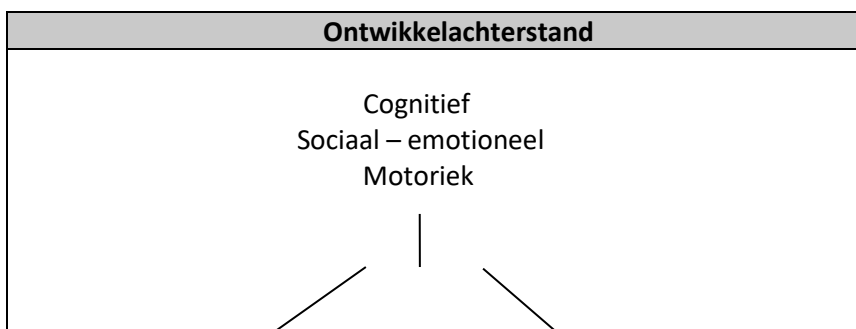 Ontwikkelachterstand
Cognitief
Sociaal – emotioneel
Motoriek